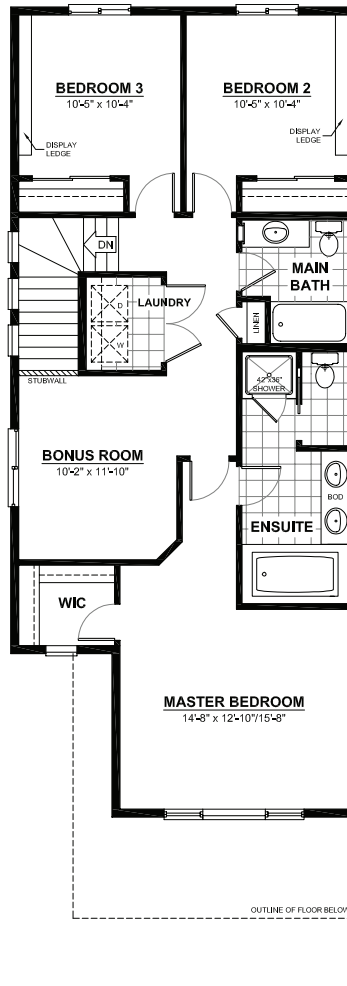 BEDROOM 3
10'-5" x 10'-4"
BEDROOM 2
10'-5" x 10'-4"
DISPLAY
LEDGE
DISPLAY
LEDGE
DN
MAIN
BATH
LAUNDRY
D
W
LINEN
42"x36"
SHOWER
STUBWALL
BONUS ROOM
10'-2" x 11'-10"
BOD
ENSUITE
WIC
MASTER BEDROOM
14'-8" x 12'-10"/15'-8"
OUTLINE OF FLOOR BELOW